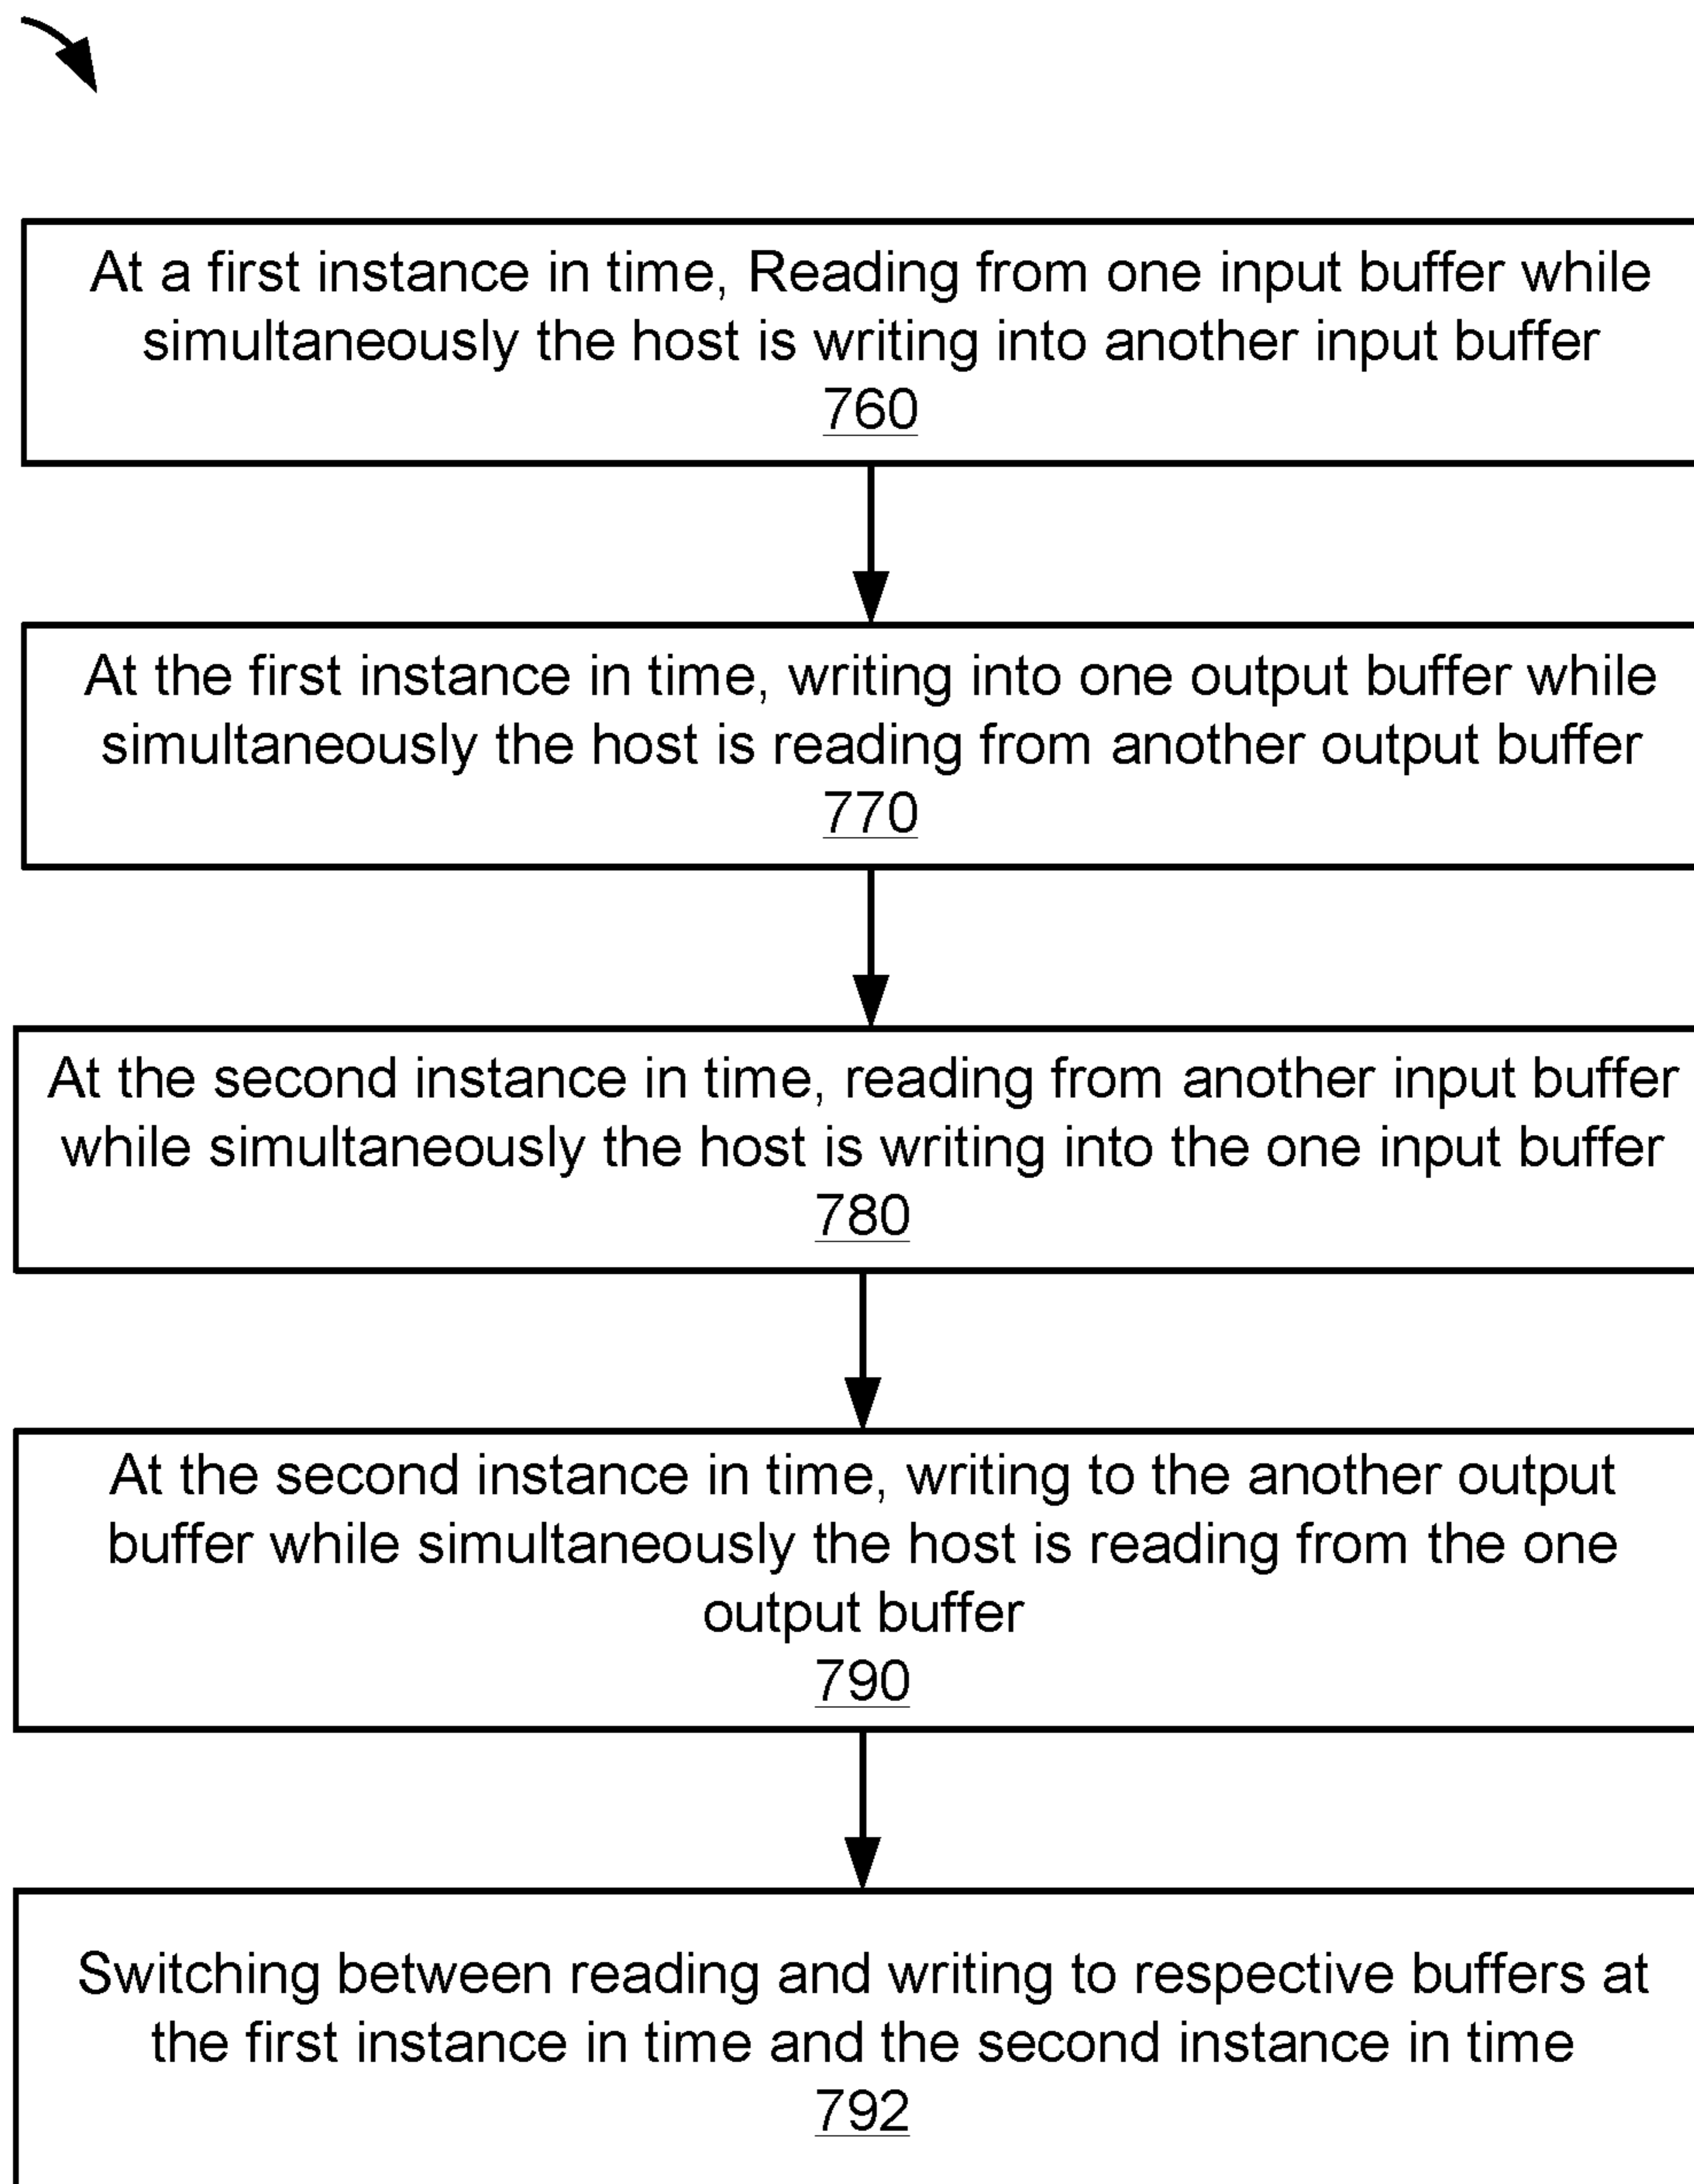 At a first instance in time, Reading from one input buffer while
simultaneously the host is writing into another input buffer
760
At the first instance in time, writing into one output buffer while
simultaneously the host is reading from another output buffer
770
At the second instance in time, reading from another input buffer
while simultaneously the host is writing into the one input buffer
780
At the second instance in time, writing to the another output
buffer while simultaneously the host is reading from the one
output buffer
790
Switching between reading and writing to respective buffers at
the first instance in time and the second instance in time
792